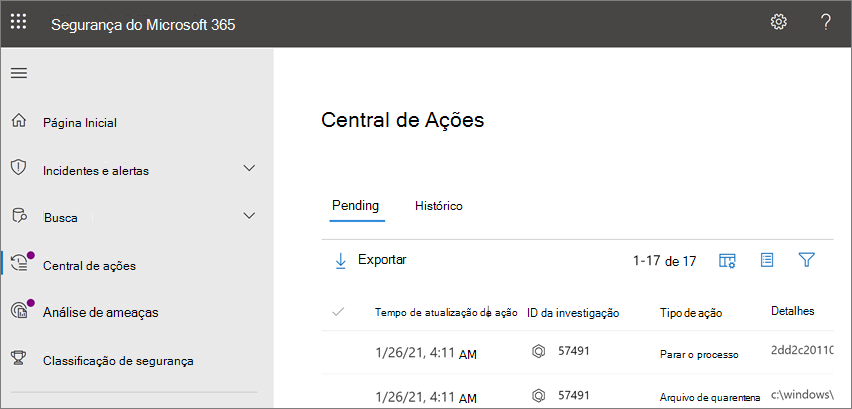 Segurança do Microsoft 365
?
Página Inicial
Incidentes e alertas
Busca
Central de ações
Análise de ameaças
Classificação de segurança
Central de Ações
Pending Histórico
Exportar 1-17 de 17
Tempo de atualização de ação ID da investigação Tipo de ação Detalhes
1/26/21, 4:11 AM 57491 Parar o processo 2dd2c20110
1/26/21, 4:11 AM 57491 Arquivo de quarentena c:\windows\